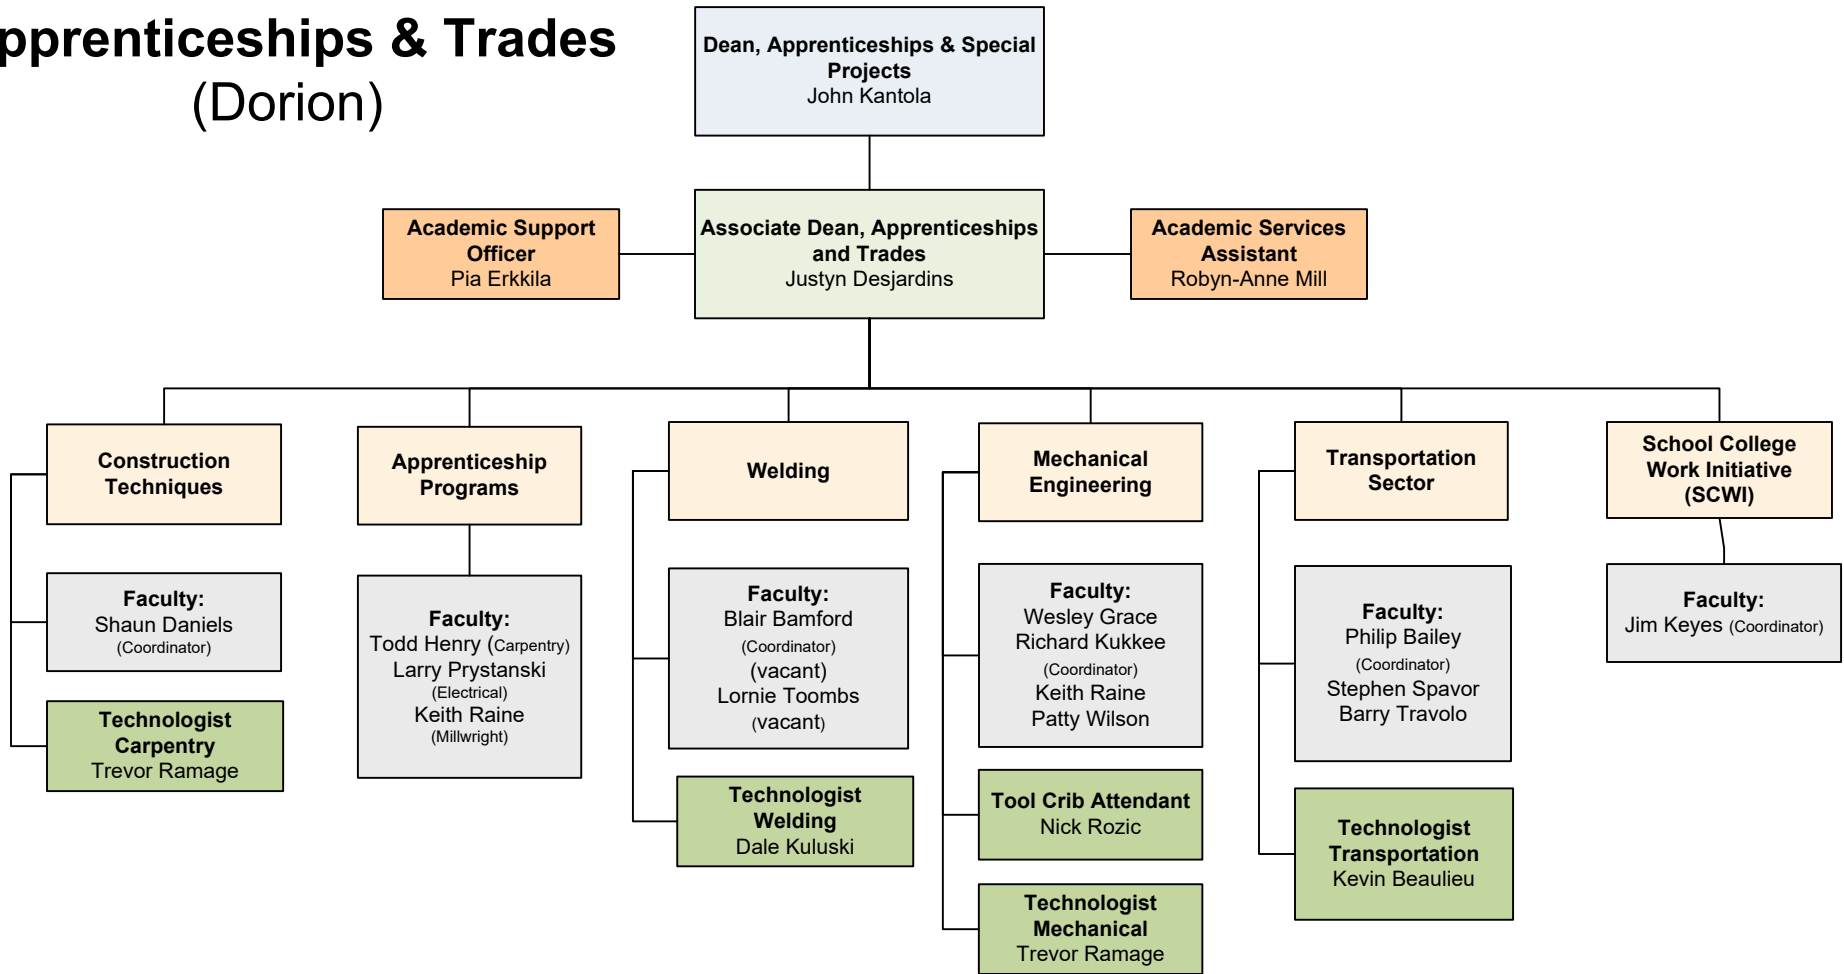 pprenticeships & Trades
(Dorion)
Dean, Apprenticeships & Special
Projects
John Kantola
Academic Support
Officer
Pia Erkkila
Associate Dean, Apprenticeships
and Trades
Justyn Desjardins
Academic Services
Assistant
Robyn-Anne Mill
Construction
Techniques
Apprenticeship
Programs
Welding
Mechanical
Engineering
Transportation
Sector
School College
Work Initiative
(SCWI)
Faculty:
Shaun Daniels
(Coordinator)
Technologist
Carpentry
Trevor Ramage
Faculty:
Todd Henry (Carpentry)
Larry Prystanski
(Electrical)
Keith Raine
(Millwright)
Faculty:
Blair Bamford
(Coordinator)
(vacant)
Lornie Toombs
(vacant)
Technologist
Welding
Dale Kuluski
Faculty:
Wesley Grace
Richard Kukkee
(Coordinator)
Keith Raine
Patty Wilson
Tool Crib Attendant
Nick Rozic
Technologist
Mechanical
Trevor Ramage
Faculty:
Philip Bailey
(Coordinator)
Stephen Spavor
Barry Travolo
Technologist
Transportation
Kevin Beaulieu
Faculty:
Jim Keyes (Coordinator)